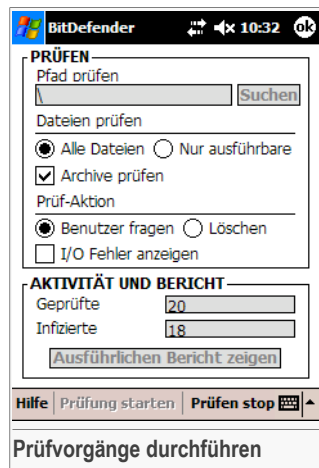 BitDefender 10:32 ok
PRÜFEN
Pfad prüfen
\ Suchen
Dateien prüfen
Alle Dateien Nur ausführbare
Archive prüfen
Prüf-Aktion
Benutzer fragen Löschen
I/O Fehler anzeigen
AKTIVITÄT UND BERICHT
Geprüfte 20
Infizierte 18
Ausführlichen Bericht zeigen
Hilfe Prüfung starten Prüfen stop
Prüfvorgänge durchführen